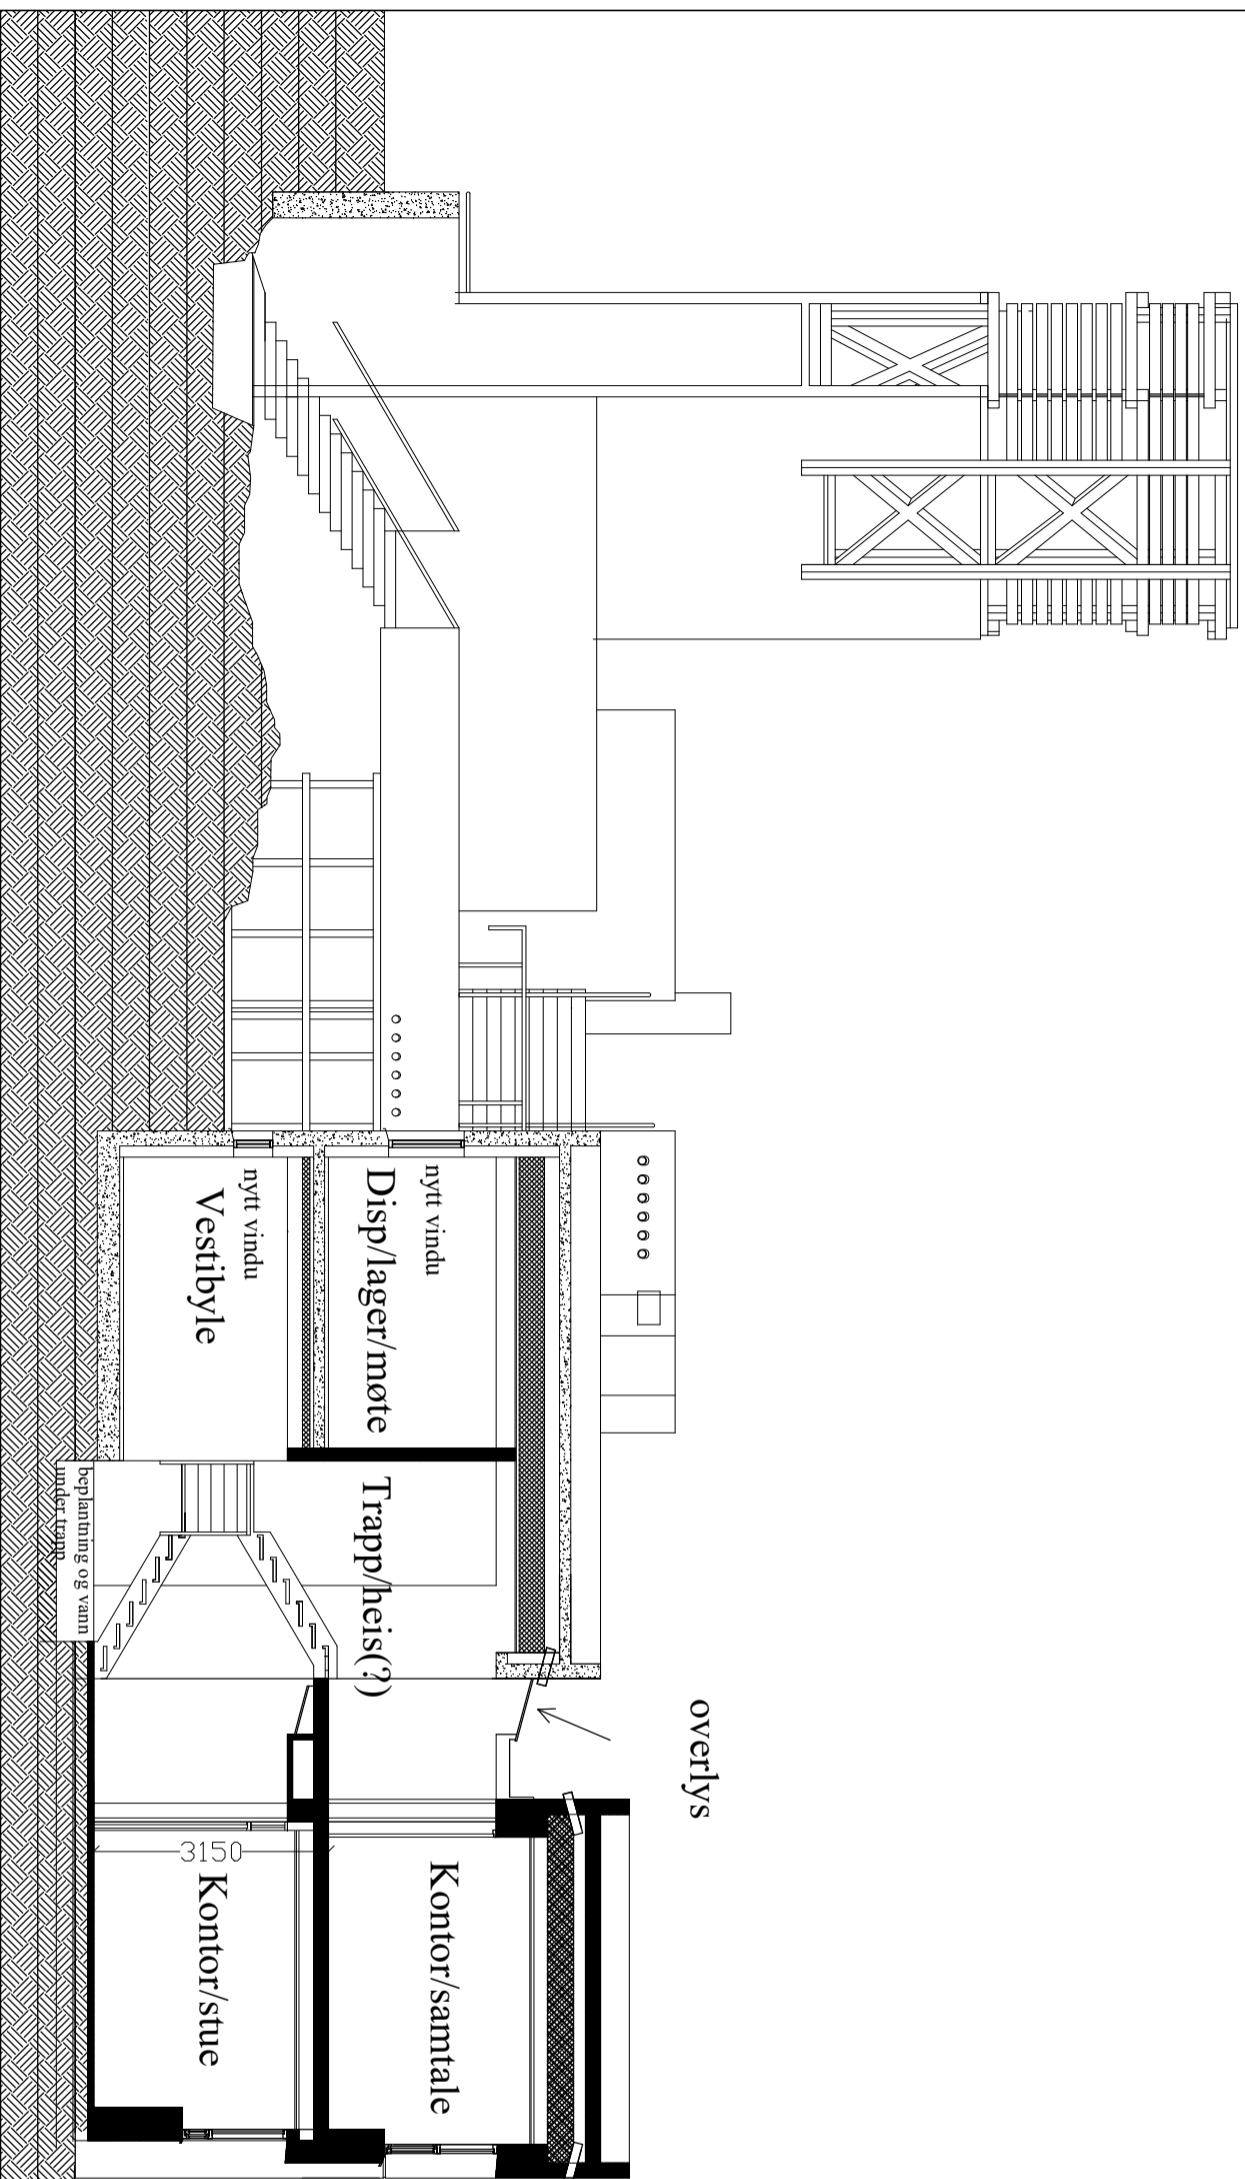 overlys
nytt vindu
Disp/lager/møte
Trapp/heis(?)
Kontor/samtale
nytt vindu
Vestibyle
3150
Kontor/stue
beplantning og vann
under trapp